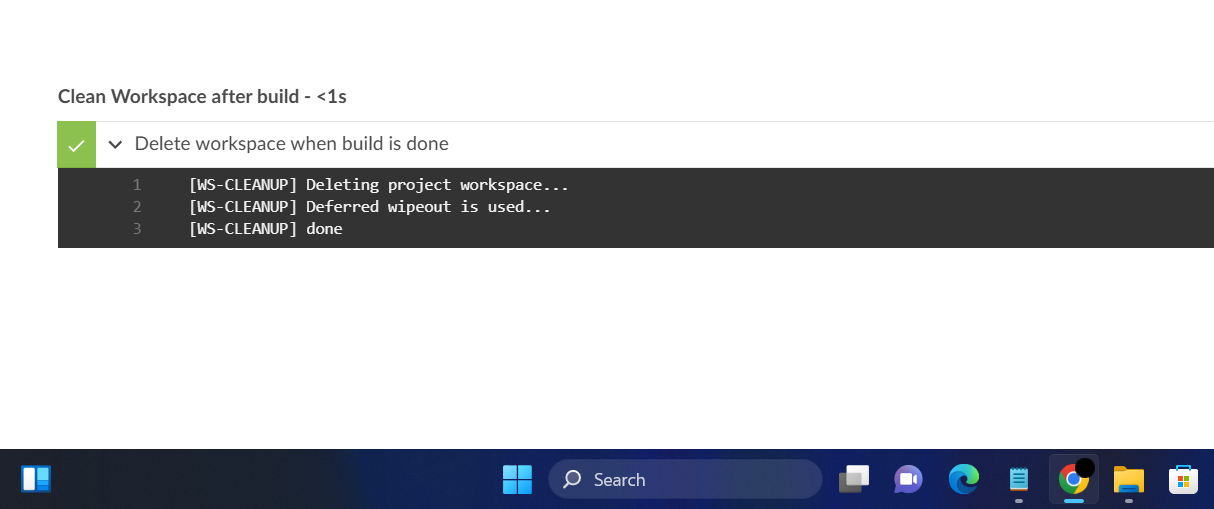 Clean Workspace after build - <1s
Delete workspace when build is done
1 [WS-CLEANUP] Deleting project workspace...
2 [WS-CLEANUP] Deferred wipeout is used...
3 [WS-CLEANUP] done
Search